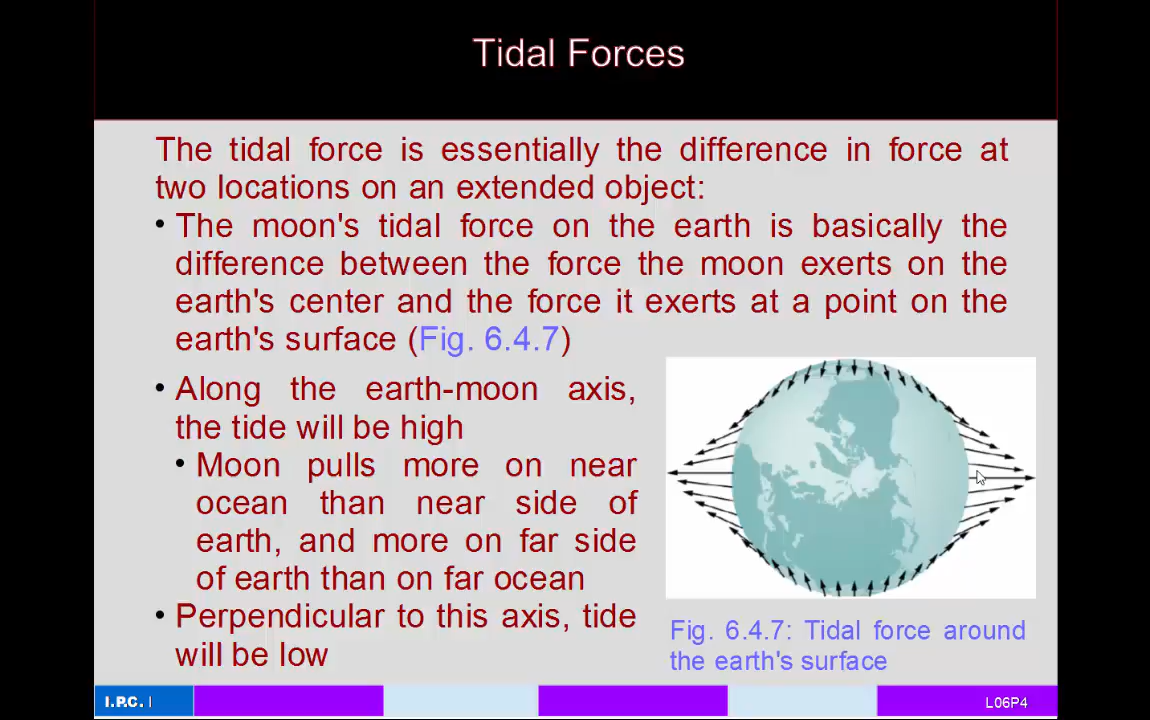 Tidal Forces
The tidal force is essentially the difference in force at
two locations on an extended object:
• The moon's tidal force on the earth is basically the
difference between the force the moon exerts on the
earth's center and the force it exerts at a point on the
earth's surface (Fig. 6.4.7)
• Along the earth-moon axis,
the tide will be high
• Moon pulls more on near
ocean than near side of
earth, and more on far side
of earth than on far ocean
• Perpendicular to this axis, tide
will be low
Fig. 6.4.7: Tidal force around
the earth's surface
I.P.C. I
L06P4